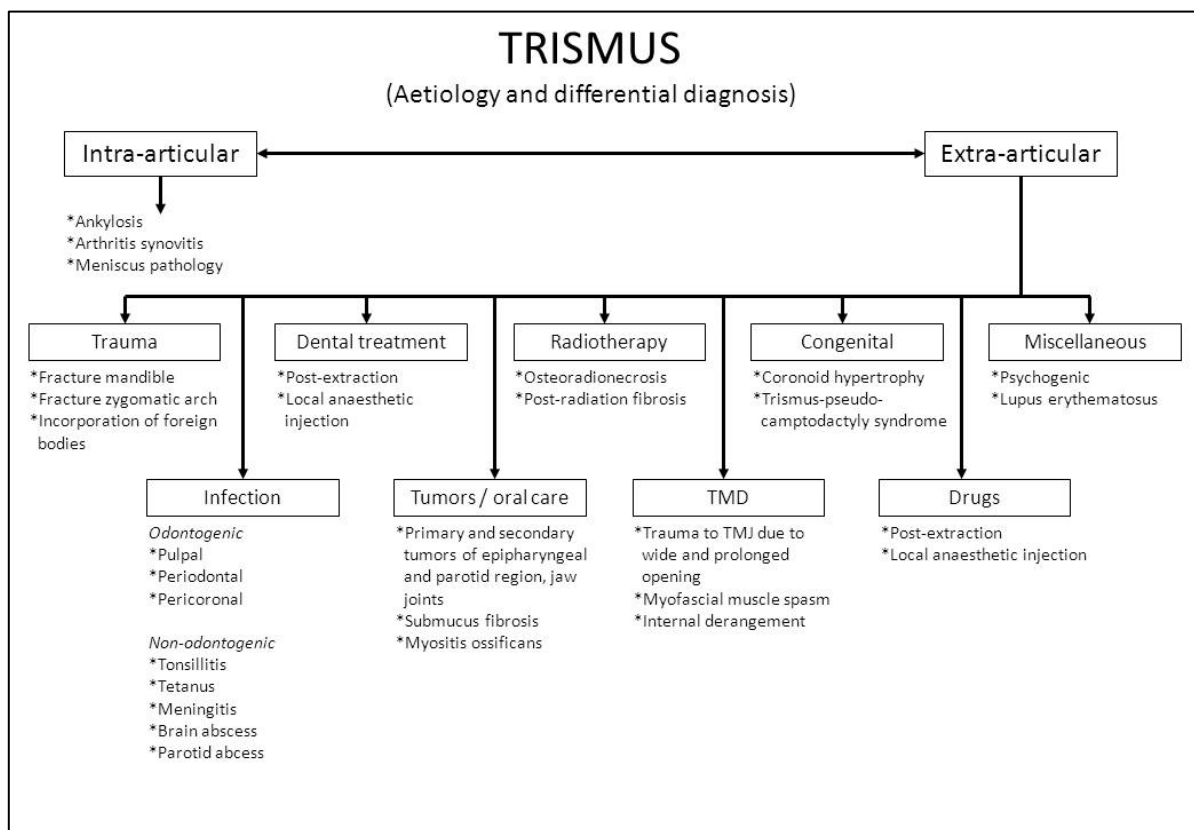 TRISMUS
(Aetiology and differential diagnosis)
Intra-articular
Extra-articular
*Ankylosis
*Arthritis synovitis
*Meniscus pathology
Trauma
*Fracture mandible
*Fracture zygomatic arch
*Incorporation of foreign
bodies
Dental treatment
*Post-extraction
*Local anaesthetic
injection
Radiotherapy
*Osteoradionecrosis
*Post-radiation fibrosis
Congenital
*Coronoid hypertrophy
*Trismus-pseudo-
camptodactyly syndrome
Miscellaneous
*Psychogenic
*Lupus erythematosus
Infection
Odontogenic
*Pulpal
*Periodontal
*Pericoronal
Non-odontogenic
*Tonsillitis
*Tetanus
*Meningitis
*Brain abscess
*Parotid abcess
Tumors / oral care
*Primary and secondary
tumors of epipharyngeal
and parotid region, jaw
joints
*Submucus fibrosis
*Myositis ossificans
TMD
*Trauma to TMJ due to
wide and prolonged
opening
*Myofascial muscle spasm
*Internal derangement
Drugs
*Post-extraction
*Local anaesthetic injection